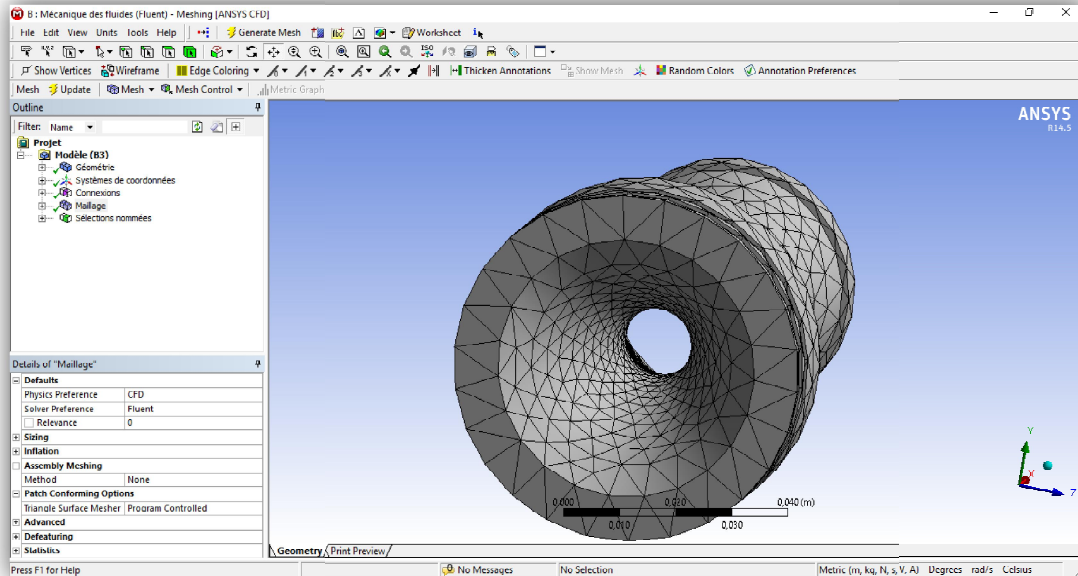 B : Mécanique des fluides (Fluent) - Meshing [ANSYS CFD]
File Edit View Units Tools Help Generate Mesh Worksheet
Show Vertices Wireframe Edge Coloring Thicken Annotations Show Mesh Random Colors Annotation Preferences
Mesh Update Mesh Mesh Control Metric Graph
Outline
Filter: Name
Projet
Modèle (B3)
Géométrie
Systèmes de coordonnées
Connexions
Maillage
Sélections nommées
Details of "Maillage"
Defaults
Physics Preference CFD
Solver Preference Fluent
Relevance 0
Sizing
Inflation
Assembly Meshing
Method None
Patch Conforming Options
Triangle Surface Mesher Program Controlled
Advanced
Defeaturing
Statistics
ANSYS
R14.5
0,000 0,020 0,040 (m)
0,010 0,030
Y
X
Z
Geometry Print Preview
Press F1 for Help No Messages No Selection Metric (m, kg, N, s, V, A) Degrees rad/s Celsius